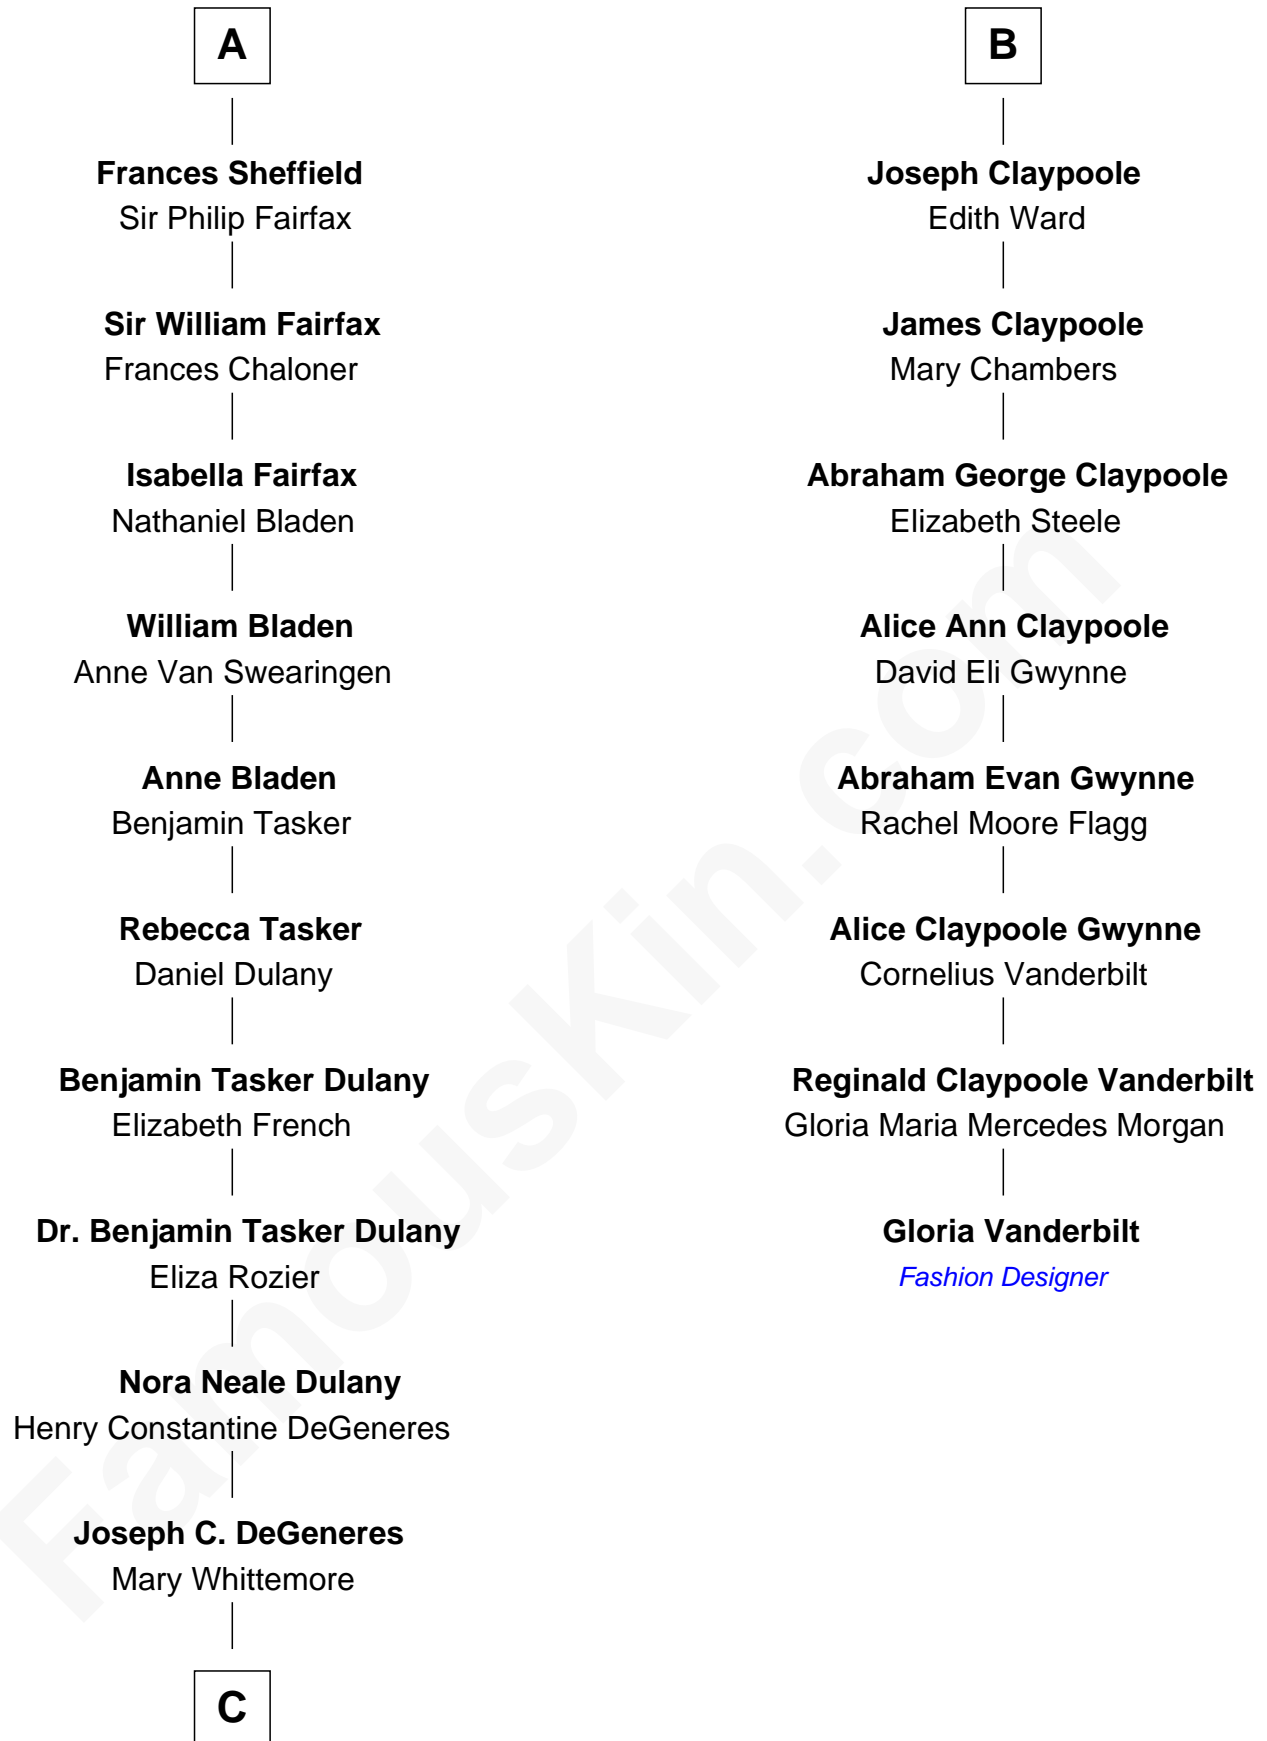 A
Frances Sheffield
Sir Philip Fairfax
Sir William Fairfax
Frances Chaloner
Isabella Fairfax
Nathaniel Bladen
William Bladen
Anne Van Swearingen
Anne Bladen
Benjamin Tasker
Rebecca Tasker
Daniel Dulany
Benjamin Tasker Dulany
Elizabeth French
Dr. Benjamin Tasker Dulany
Eliza Rozier
Nora Neale Dulany
Henry Constantine DeGeneres
Joseph C. DeGeneres
Mary Whittemore
C
B
Joseph Claypoole
Edith Ward
James Claypoole
Mary Chambers
Abraham George Claypoole
Elizabeth Steele
Alice Ann Claypoole
David Eli Gwynne
Abraham Evan Gwynne
Rachel Moore Flagg
Alice Claypoole Gwynne
Cornelius Vanderbilt
Reginald Claypoole Vanderbilt
Gloria Maria Mercedes Morgan
Gloria Vanderbilt
Fashion Designer
FamousKin.com